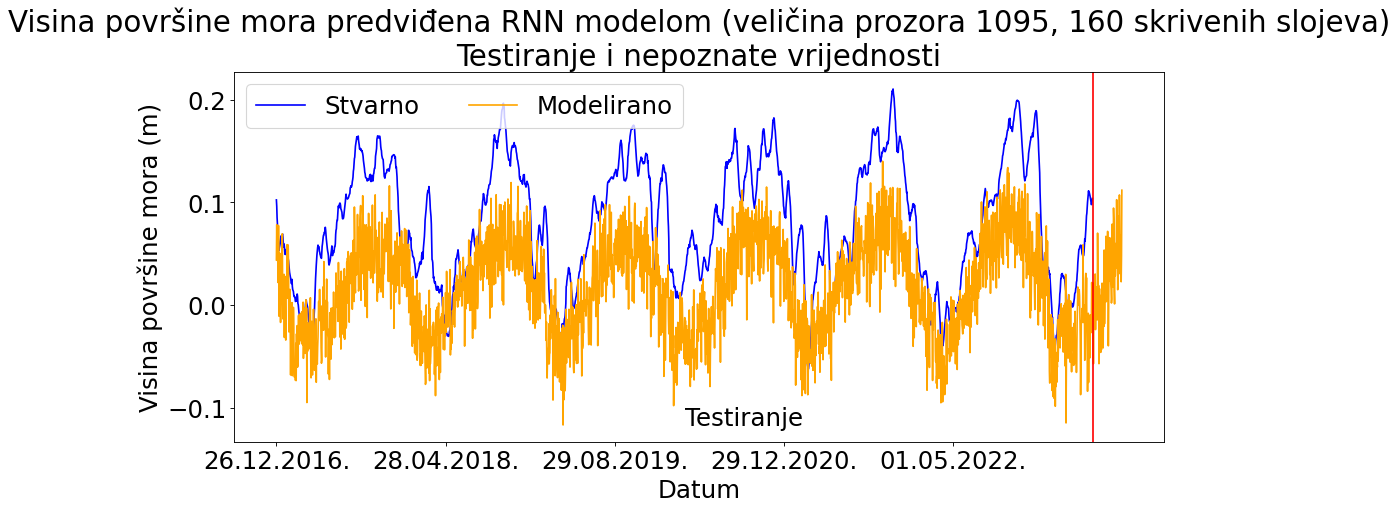 Visina površine mora predviđena RNN modelom (veličina prozora 1095, 160 skrivenih slojeva)
Testiranje i nepoznate vrijednosti
Stvarno
Modelirano
Visina površine mora (m)
0.2
0.1
0.0
−0.1
Testiranje
26.12.2016.
28.04.2018.
29.08.2019.
29.12.2020.
01.05.2022.
Datum